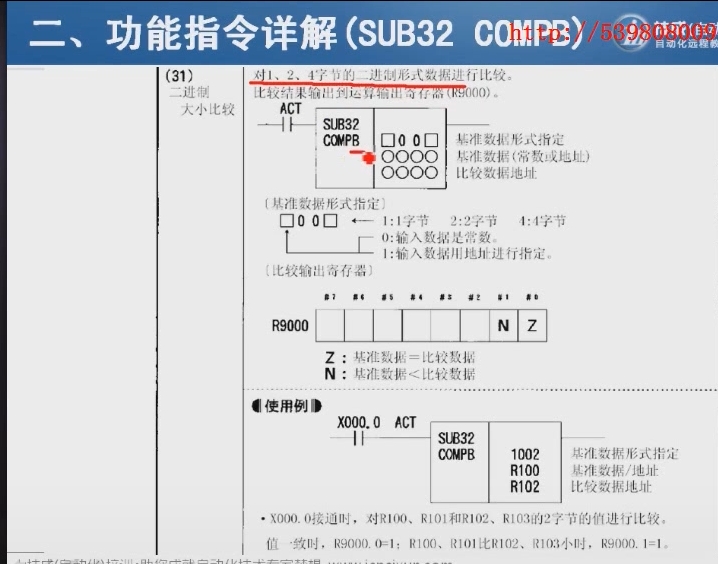 二、功能指令详解(SUB32 COMPB)
http://539808009
自动化远程教
(31)
二进制
大小比较
对1、2、4字节的二进制形式数据进行比较。
比较结果输出到运算输出寄存器(R9000)。
ACT
SUB32
COMPB
□00□ 基准数据形式指定
○○○○ 基准数据(常数或地址)
○○○○ 比较数据地址
〔基准数据形式指定〕
□00□ ← 1:1字节 2:2字节 4:4字节
0:输入数据是常数。
1:输入数据用地址进行指定。
〔比较输出寄存器〕
#7 #6 #5 #4 #3 #2 #1 #0
R9000 N Z
Z：基准数据＝比较数据
N：基准数据＜比较数据
使用例
X000.0 ACT
SUB32
COMPB 1002 基准数据形式指定
R100 基准数据/地址
R102 比较数据地址
·X000.0接通时，对R100、R101和R102、R103的2字节的值进行比较。
值一致时，R9000.0=1；R100、R101比R102、R103小时，R9000.1=1。